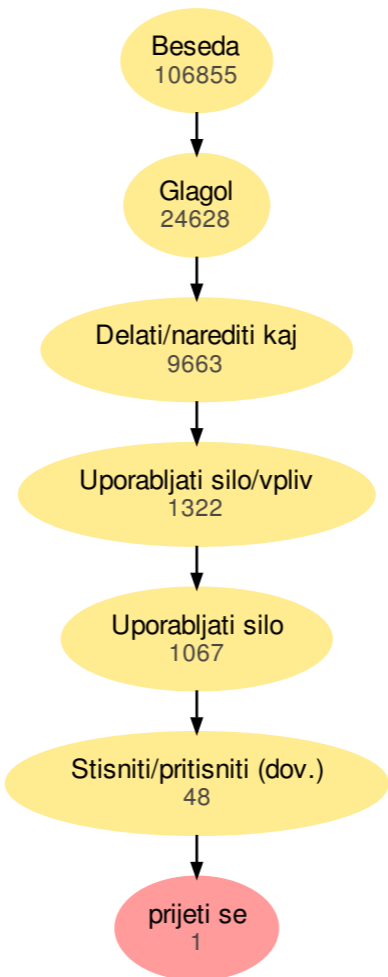 Beseda
106855
Glagol
24628
Delati/narediti kaj
9663
Uporabljati silo/vpliv
1322
Uporabljati silo
1067
Stisniti/pritisniti (dov.)
48
prijeti se
1